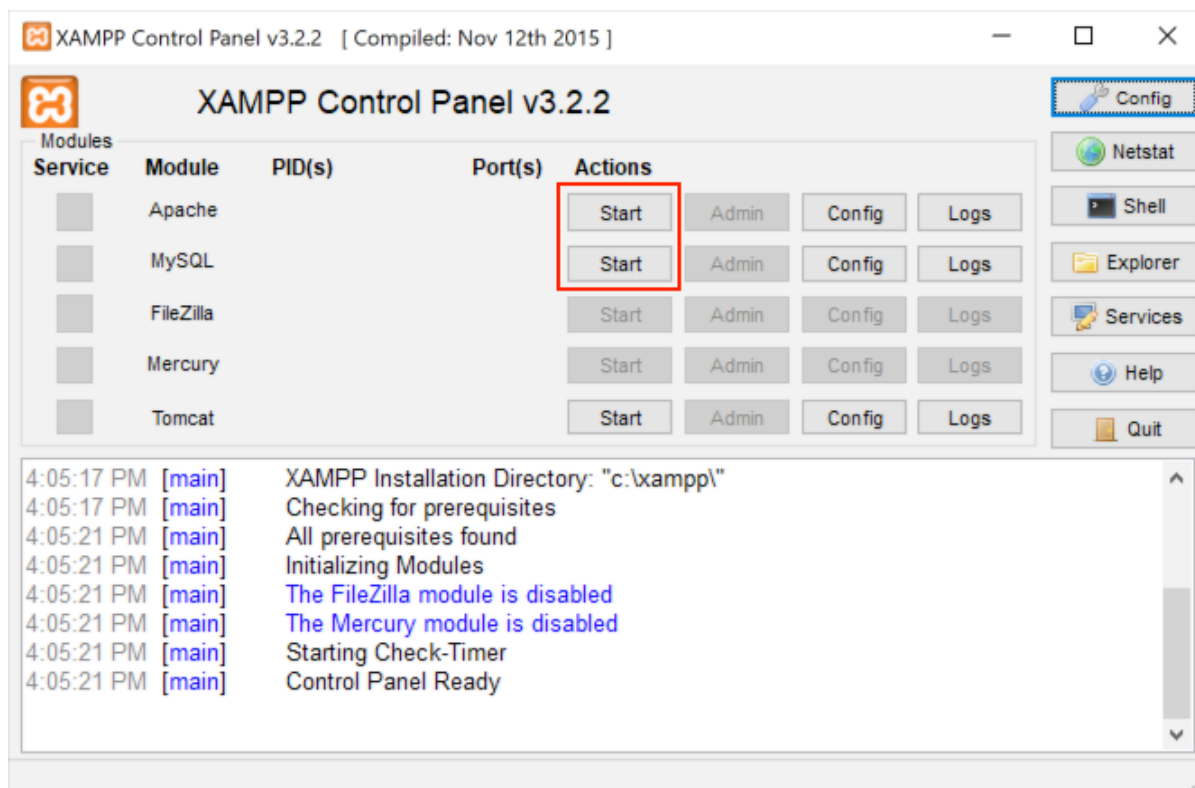 XAMPP Control Panel v3.2.2 [ Compiled: Nov 12th 2015 ]
XAMPP Control Panel v3.2.2
Config
Modules
Service Module PID(s) Port(s) Actions
Netstat
Apache Start Admin Config Logs
Shell
MySQL Start Admin Config Logs
Explorer
FileZilla Start Admin Config Logs
Services
Mercury Start Admin Config Logs
Help
Tomcat Start Admin Config Logs
Quit
4:05:17 PM [main] XAMPP Installation Directory: "c:\xampp\"
4:05:17 PM [main] Checking for prerequisites
4:05:21 PM [main] All prerequisites found
4:05:21 PM [main] Initializing Modules
4:05:21 PM [main] The FileZilla module is disabled
4:05:21 PM [main] The Mercury module is disabled
4:05:21 PM [main] Starting Check-Timer
4:05:21 PM [main] Control Panel Ready